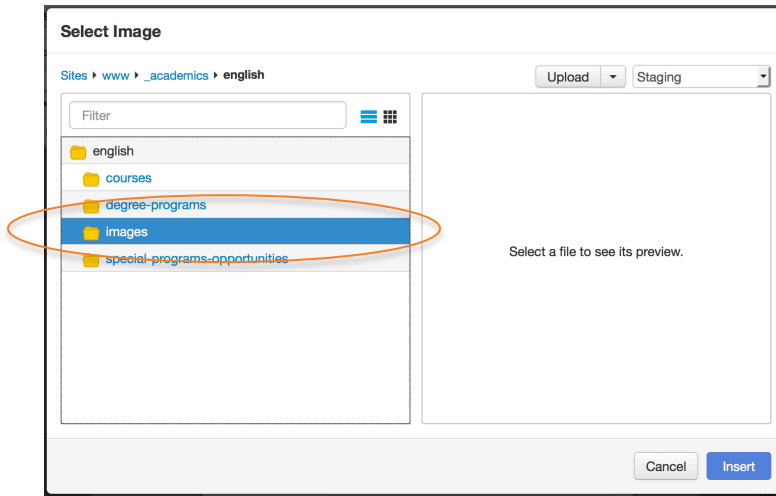 Select Image
Sites www _academics english
Upload Staging
Filter
english
courses
degree-programs
images
special-programs-opportunities
Select a file to see its preview.
Cancel Insert